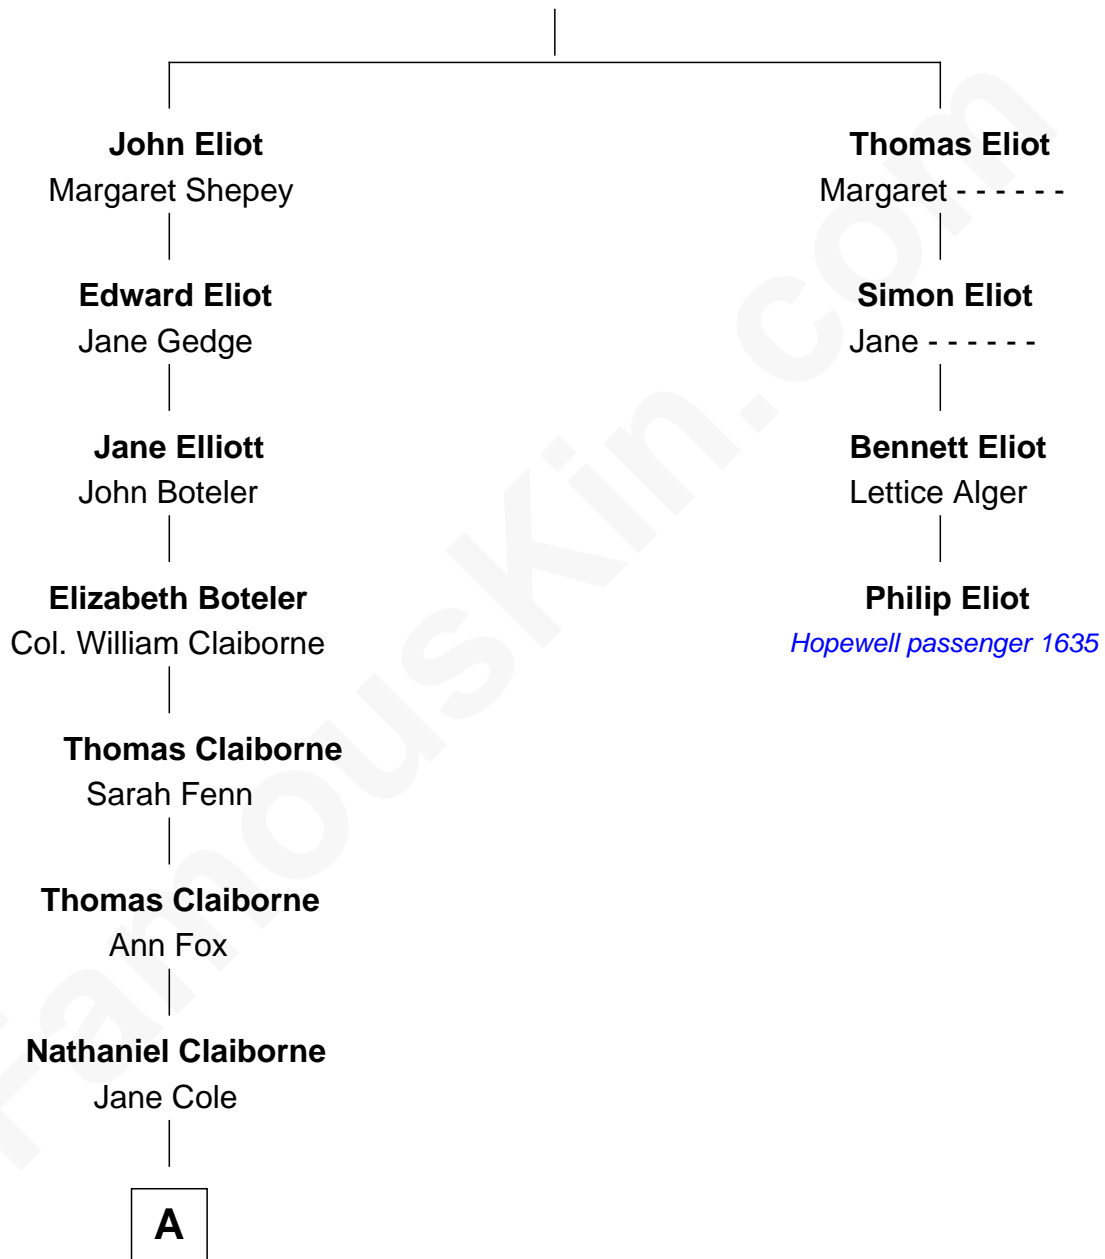 John Eliot
Margaret Shepey
Edward Eliot
Jane Gedge
Jane Elliott
John Boteler
Elizabeth Boteler
Col. William Claiborne
Thomas Claiborne
Sarah Fenn
Thomas Claiborne
Ann Fox
Nathaniel Claiborne
Jane Cole
A
Thomas Eliot
Margaret - - - - - -
Simon Eliot
Jane - - - - - -
Bennett Eliot
Lettice Alger
Philip Eliot
Hopewell passenger 1635
FamousKin.com